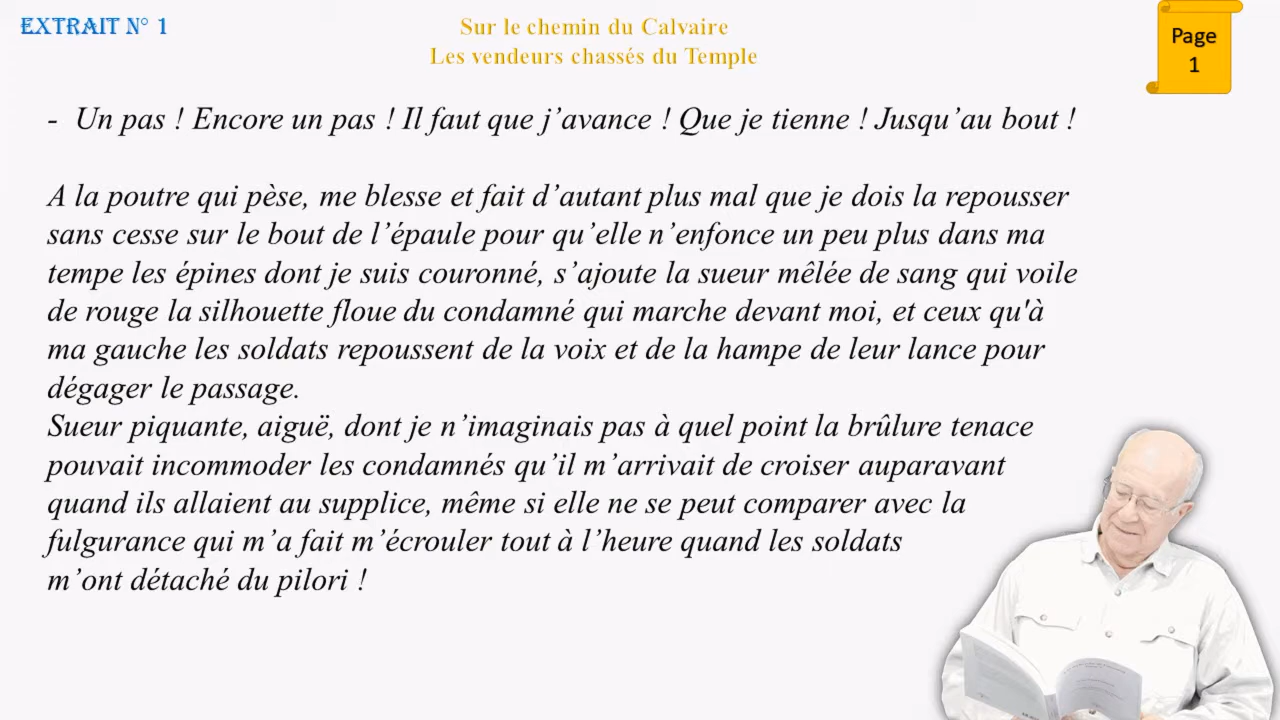 EXTRAIT N° 1
Sur le chemin du Calvaire
Les vendeurs chassés du Temple
Page
1
- Un pas ! Encore un pas ! Il faut que j’avance ! Que je tienne ! Jusqu’au bout !
A la poutre qui pèse, me blesse et fait d’autant plus mal que je dois la repousser
sans cesse sur le bout de l’épaule pour qu’elle n’enfonce un peu plus dans ma
tempe les épines dont je suis couronné, s’ajoute la sueur mêlée de sang qui voile
de rouge la silhouette floue du condamné qui marche devant moi, et ceux qu'à
ma gauche les soldats repoussent de la voix et de la hampe de leur lance pour
dégager le passage.
Sueur piquante, aiguë, dont je n’imaginais pas à quel point la brûlure tenace
pouvait incommoder les condamnés qu’il m’arrivait de croiser auparavant
quand ils allaient au supplice, même si elle ne se peut comparer avec la
fulgurance qui m’a fait m’écrouler tout à l’heure quand les soldats
m’ont détaché du pilori !